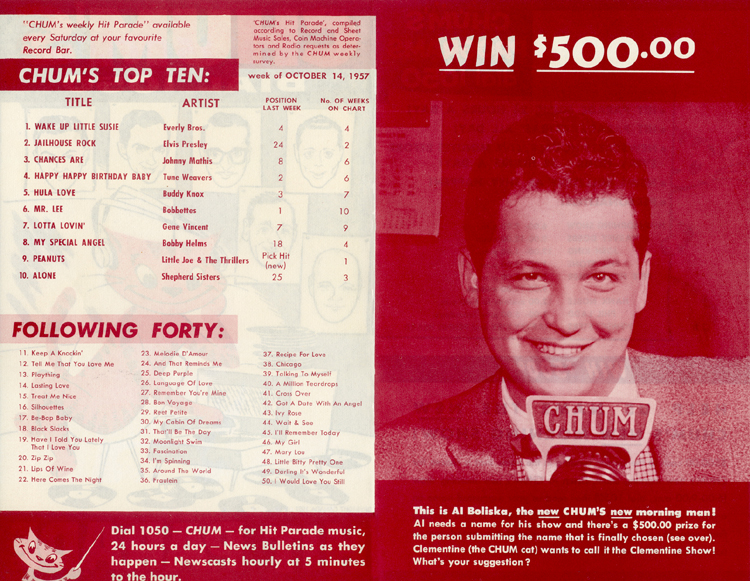 "CHUM's weekly Hit Parade" available
every Saturday at your favourite
Record Bar.
'CHUM's Hit Parade', compiled
according to Record and Sheet
Music Sales, Coin Machine Opera-
tors and Radio requests as deter-
mined by the CHUM weekly
survey.
CHUM'S TOP TEN:
week of OCTOBER 14, 1957
TITLE ARTIST POSITION LAST WEEK No. OF WEEKS ON CHART
1. WAKE UP LITTLE SUSIE Everly Bros. 4 4
2. JAILHOUSE ROCK Elvis Presley 24 2
3. CHANCES ARE Johnny Mathis 8 6
4. HAPPY HAPPY BIRTHDAY BABY Tune Weavers 2 6
5. HULA LOVE Buddy Knox 3 7
6. MR. LEE Bobbettes 1 10
7. LOTTA LOVIN' Gene Vincent 7 9
8. MY SPECIAL ANGEL Bobby Helms 18 4
9. PEANUTS Little Joe & The Thrillers Pick Hit (new) 1
10. ALONE Shepherd Sisters 25 3
FOLLOWING FORTY:
11. Keep A Knockin'
12. Tell Me That You Love Me
13. Plaything
14. Lasting Love
15. Treat Me Nice
16. Silhouettes
17. Be-Bop Baby
18. Black Slacks
19. Have I Told You Lately
That I Love You
20. Zip Zip
21. Lips Of Wine
22. Here Comes The Night
23. Melodie D'Amour
24. And That Reminds Me
25. Deep Purple
26. Language Of Love
27. Remember You're Mine
28. Bon Voyage
29. Reet Petite
30. My Cabin Of Dreams
31. That'll Be The Day
32. Moonlight Swim
33. Fascination
34. I'm Spinning
35. Around The World
36. Fraulein
37. Recipe For Love
38. Chicago
39. Talking To Myself
40. A Million Teardrops
41. Cross Over
42. Got A Date With An Angel
43. Ivy Rose
44. Wait & See
45. I'll Remember Today
46. My Girl
47. Mary Lou
48. Little Bitty Pretty One
49. Darling It's Wonderful
50. I Would Love You Still
Dial 1050 — CHUM — for Hit Parade music,
24 hours a day — News Bulletins as they
happen — Newscasts hourly at 5 minutes
to the hour.
WIN $500.00
CHUM
This is Al Boliska, the new CHUM'S new morning man!
Al needs a name for his show and there's a $500.00 prize for
the person submitting the name that is finally chosen (see over).
Clementine (the CHUM cat) wants to call it the Clementine Show!
What's your suggestion?